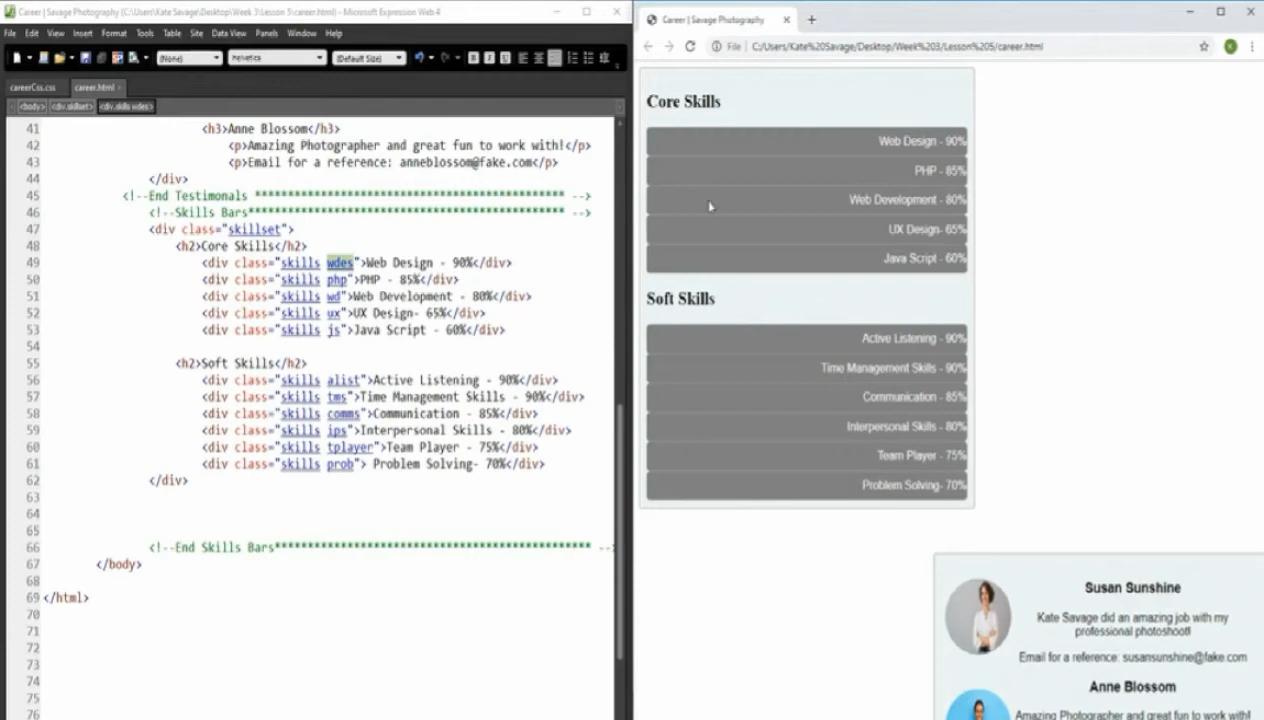 Career | Savage Photography (C:\Users\Kate Savage\Desktop\Week 3\Lesson 5\career.html) - Microsoft Expression Web 4
File Edit View Insert Format Tools Table Site Data View Panels Window Help
(None) Helvetica (Default Size) B I U
careerCss.css career.html ×
<body> <div.skillset> <div.skills wdes>
41 <h3>Anne Blossom</h3>
42 <p>Amazing Photographer and great fun to work with!</p>
43 <p>Email for a reference: anneblossom@fake.com</p>
44 </div>
45 <!--End Testimonals *********************************************** -->
46 <!--Skills Bars************************************************ -->
47 <div class="skillset">
48 <h2>Core Skills</h2>
49 <div class="skills wdes">Web Design - 90%</div>
50 <div class="skills php">PHP - 85%</div>
51 <div class="skills wd">Web Development - 80%</div>
52 <div class="skills ux">UX Design- 65%</div>
53 <div class="skills js">Java Script - 60%</div>
54
55 <h2>Soft Skills</h2>
56 <div class="skills alist">Active Listening - 90%</div>
57 <div class="skills tms">Time Management Skills - 90%</div>
58 <div class="skills comms">Communication - 85%</div>
59 <div class="skills ips">Interpersonal Skills - 80%</div>
60 <div class="skills tplayer">Team Player - 75%</div>
61 <div class="skills prob"> Problem Solving- 70%</div>
62 </div>
63
64
65
66 <!--End Skills Bars************************************************ -->
67 </body>
68
69 </html>
70
71
72
73
74
75
76
Career | Savage Photography
File C:/Users/Kate%20Savage/Desktop/Week%203/Lesson%205/career.html
K
Core Skills
Web Design - 90%
PHP - 85%
Web Development - 80%
UX Design- 65%
Java Script - 60%
Soft Skills
Active Listening - 90%
Time Management Skills - 90%
Communication - 85%
Interpersonal Skills - 80%
Team Player - 75%
Problem Solving- 70%
Susan Sunshine
Kate Savage did an amazing job with my
professional photoshoot!
Email for a reference: susansunshine@fake.com
Anne Blossom
Amazing Photographer and great fun to work with!